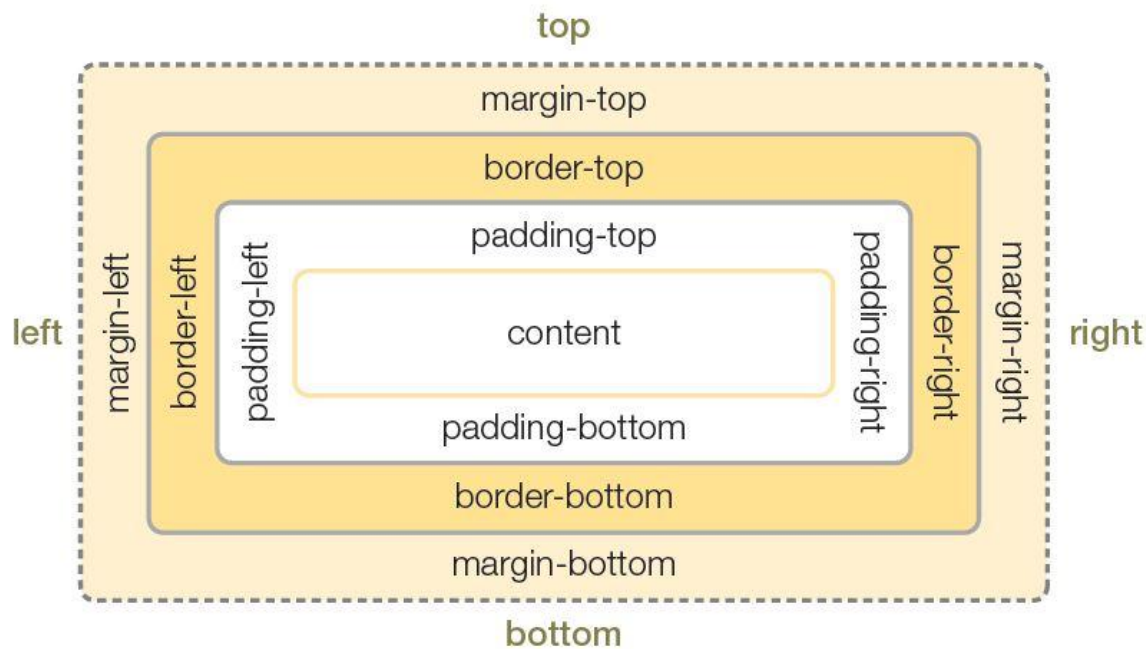 top
margin-top
border-top
padding-top
left
margin-left
border-left
padding-left
content
padding-right
border-right
margin-right
right
padding-bottom
border-bottom
margin-bottom
bottom